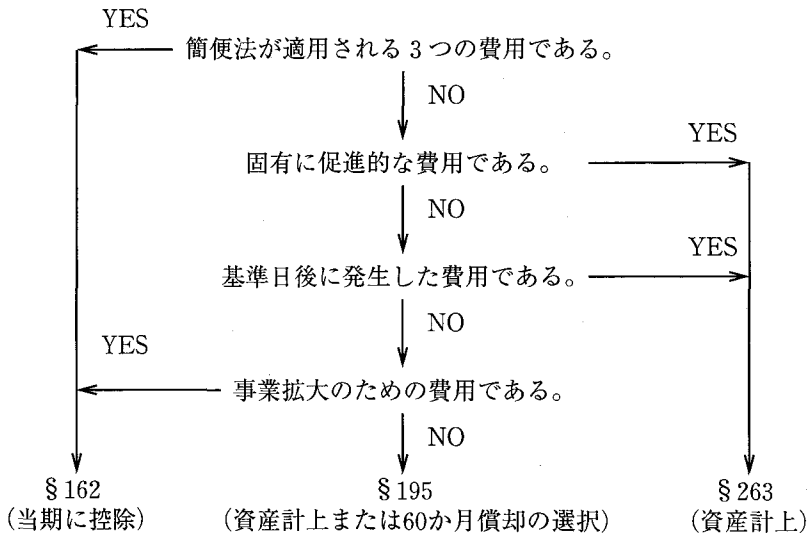 YES
簡便法が適用される3つの費用である。
NO
YES
固有に促進的な費用である。
NO
YES
基準日後に発生した費用である。
NO
YES
事業拡大のための費用である。
NO
§162
(当期に控除)
§195
(資産計上または60か月償却の選択)
§263
(資産計上)